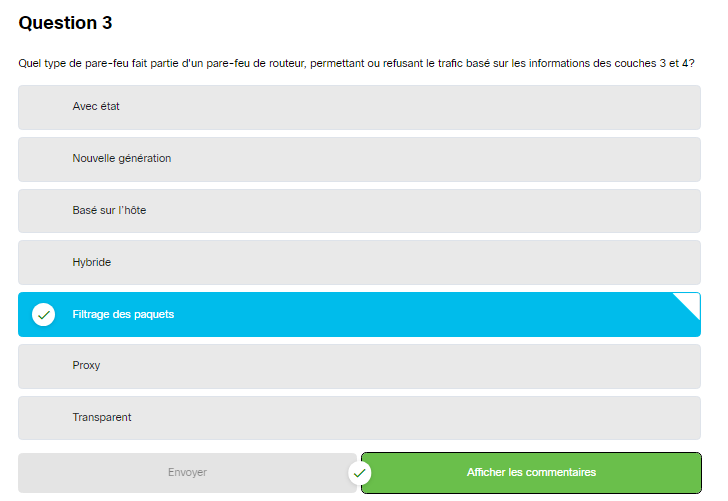 Question 3
Quel type de pare-feu fait partie d'un pare-feu de routeur, permettant ou refusant le trafic basé sur les informations des couches 3 et 4?
Avec état
Nouvelle génération
Basé sur l'hôte
Hybride
Filtrage des paquets
Proxy
Transparent
Envoyer
Afficher les commentaires